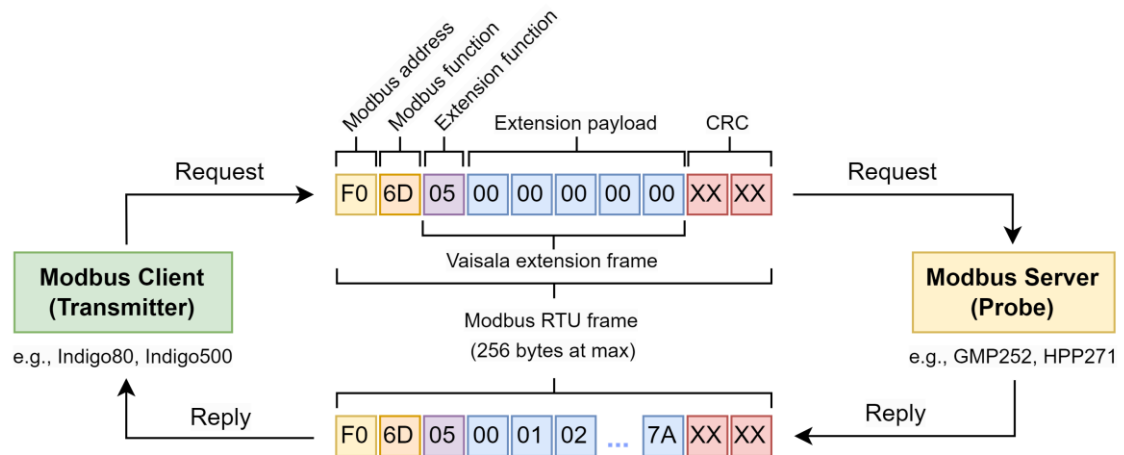 Modbus address
Modbus function
Extension function
Extension payload
CRC
Request
F0 6D 05 00 00 00 00 00 XX XX
Request
Vaisala extension frame
Modbus Client
(Transmitter)
e.g., Indigo80, Indigo500
Modbus RTU frame
(256 bytes at max)
Modbus Server
(Probe)
e.g., GMP252, HPP271
Reply
F0 6D 05 00 01 02 ... 7A XX XX
Reply